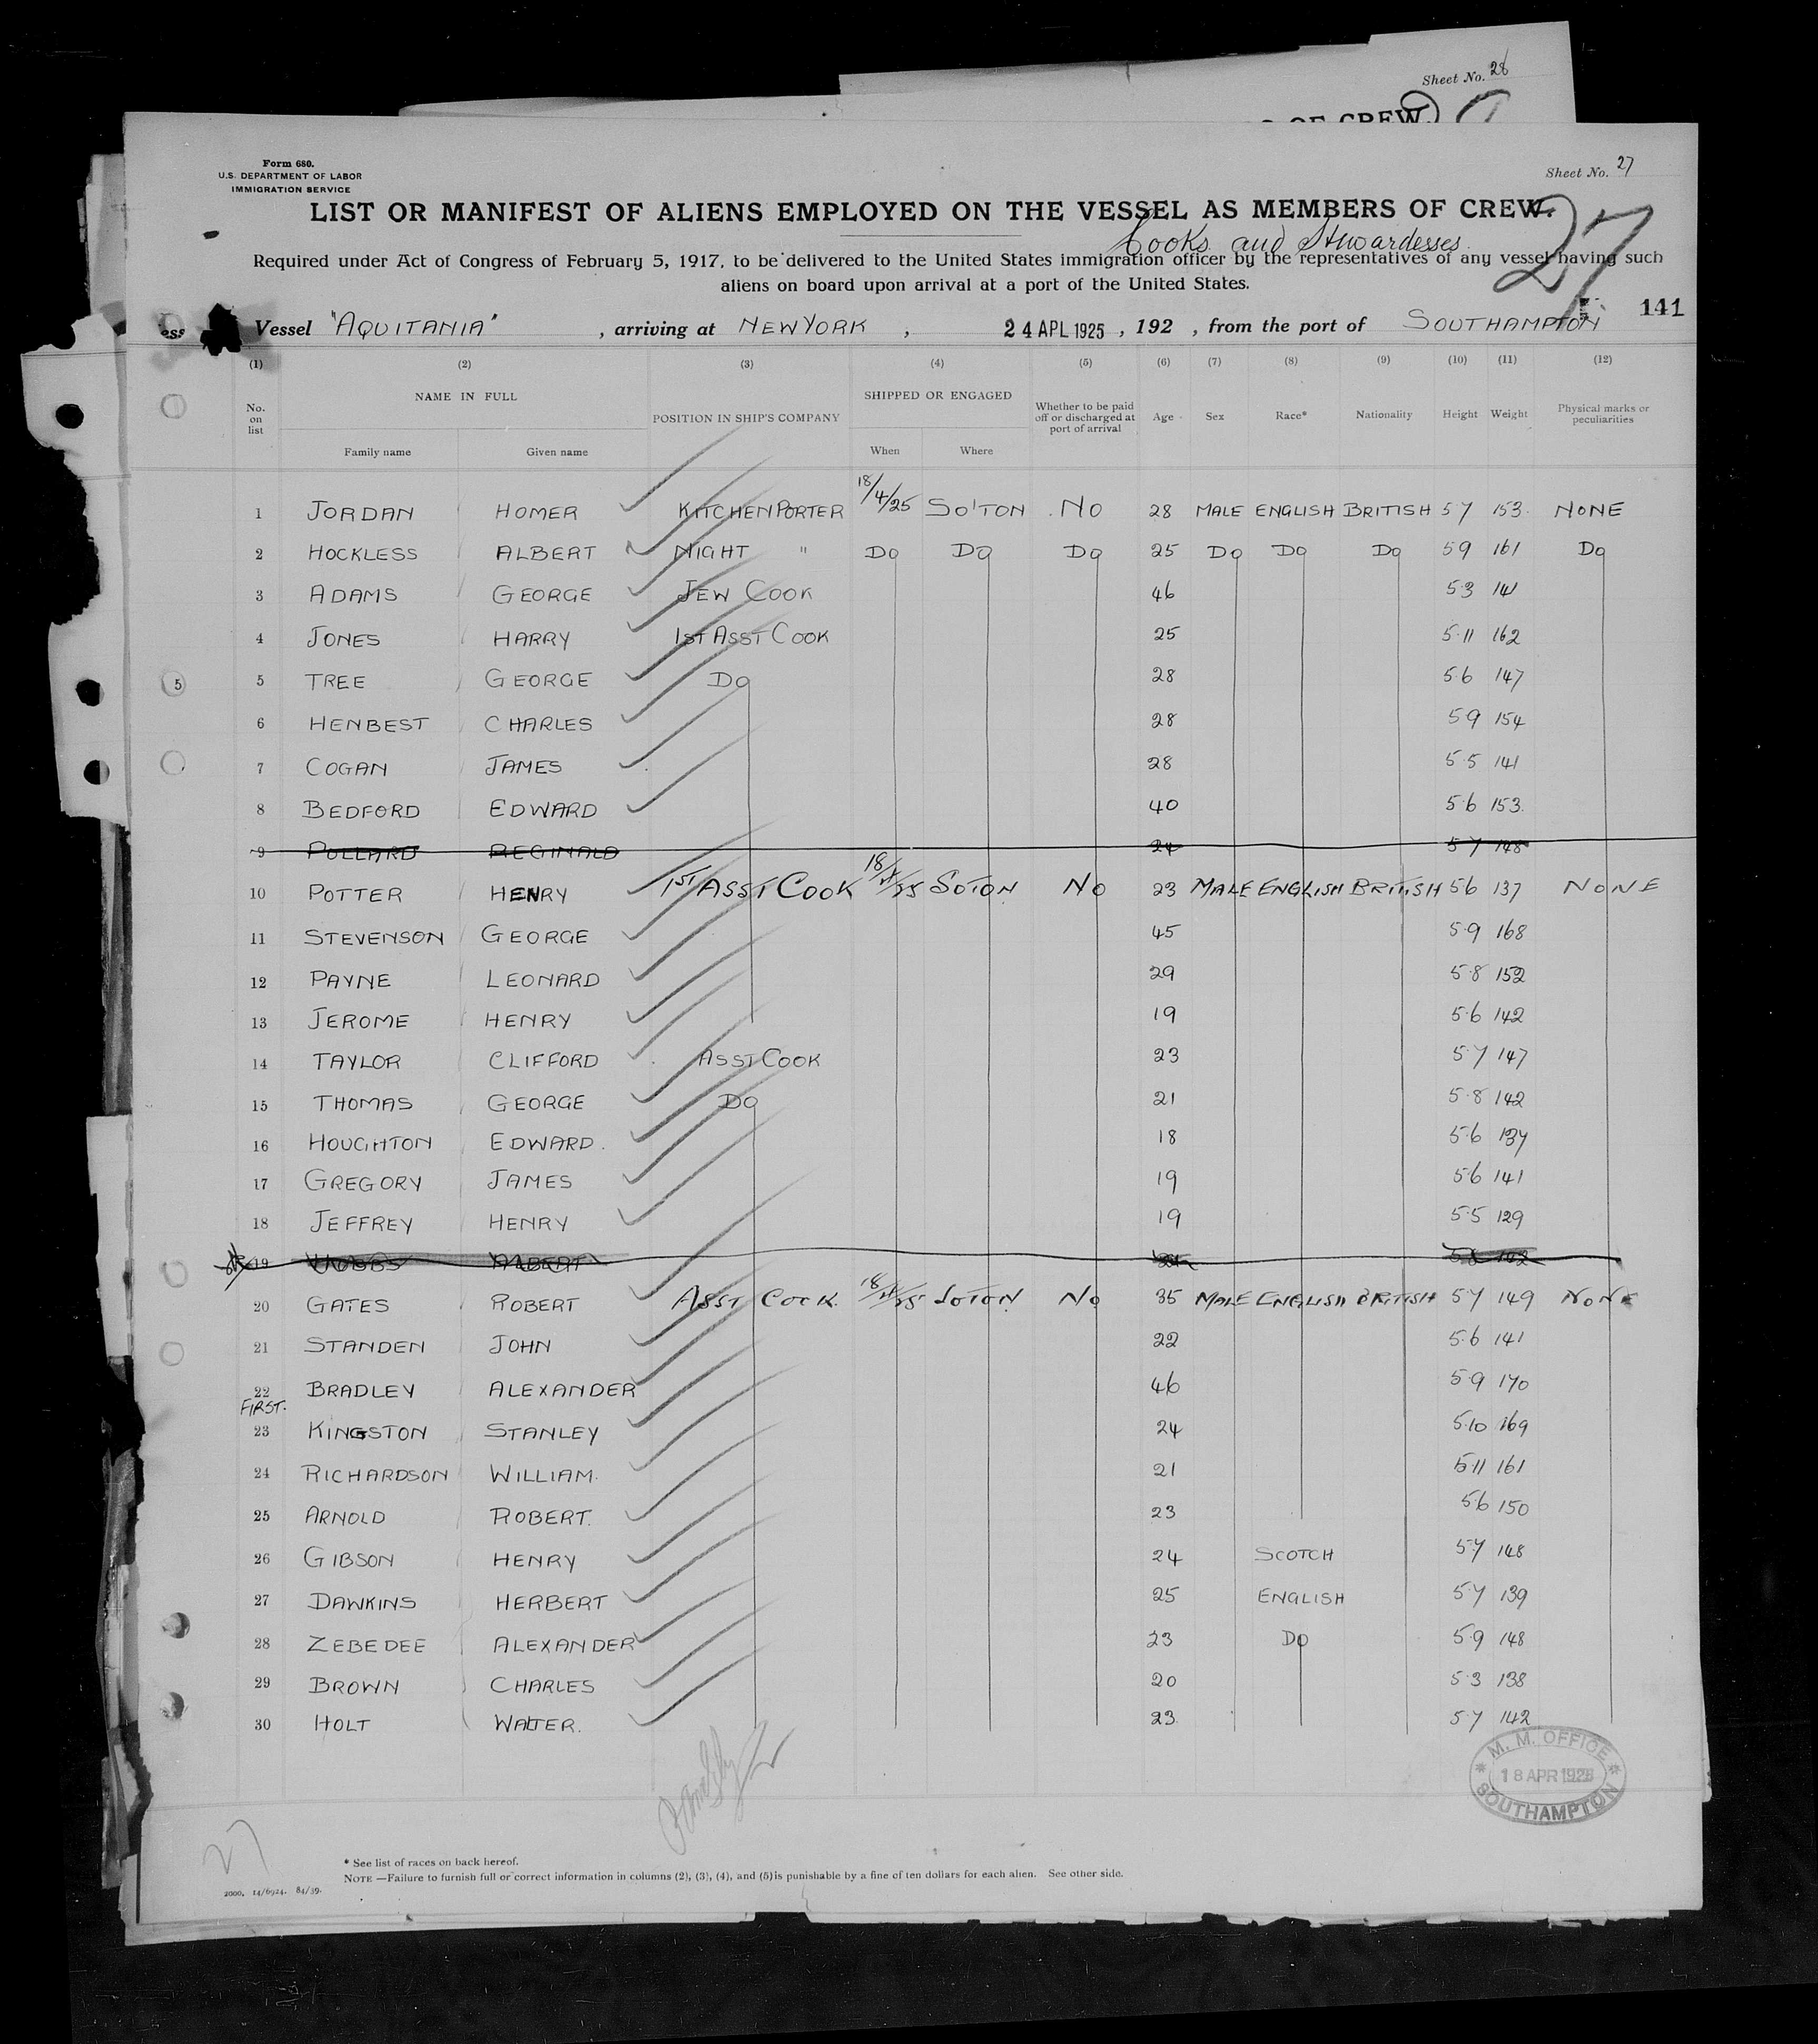 Sheet No. 28
OF CREW.
Form 680.
U.S. DEPARTMENT OF LABOR
IMMIGRATION SERVICE
Sheet No. 27
LIST OR MANIFEST OF ALIENS EMPLOYED ON THE VESSEL AS MEMBERS OF CREW.
27
Cooks and Stewardesses
Required under Act of Congress of February 5, 1917, to be delivered to the United States immigration officer by the representatives of any vessel having such
aliens on board upon arrival at a port of the United States.
141
ess Vessel "AQUITANIA", arriving at NEW YORK, 24 APL 1925, 192 , from the port of SOUTHAMPTON
(1) (2) (3) (4) (5) (6) (7) (8) (9) (10) (11) (12)
No. on list NAME IN FULL POSITION IN SHIP'S COMPANY SHIPPED OR ENGAGED Whether to be paid off or discharged at port of arrival Age Sex Race* Nationality Height Weight Physical marks or peculiarities
Family name Given name When Where
1 JORDAN HOMER KITCHEN PORTER 18/4/25 SO'TON NO 28 MALE ENGLISH BRITISH 5 7 153 NONE
2 HOCKLESS ALBERT NIGHT " DO DO DO 25 DO DO DO 5 9 161 DO
3 ADAMS GEORGE JEW COOK 46 5 3 141
4 JONES HARRY 1ST ASST COOK 25 5 11 162
5 TREE GEORGE DO 28 5 6 147
6 HENBEST CHARLES 28 5 9 154
7 COGAN JAMES 28 5 5 141
8 BEDFORD EDWARD 40 5 6 153
9 POLLARD REGINALD 24 5 7 148
10 POTTER HENRY 1ST ASST COOK 18/4/25 SOTON NO 23 MALE ENGLISH BRITISH 5 6 137 NONE
11 STEVENSON GEORGE 45 5 9 168
12 PAYNE LEONARD 29 5 8 152
13 JEROME HENRY 19 5 6 142
14 TAYLOR CLIFFORD ASST COOK 23 5 7 147
15 THOMAS GEORGE DO 21 5 8 142
16 HOUGHTON EDWARD. 18 5 6 137
17 GREGORY JAMES 19 5 6 141
18 JEFFREY HENRY 19 5 5 129
19 ALBERT
20 GATES ROBERT ASST COOK. 18/4/25 SOTON NO 35 MALE ENGLISH BRITISH 5 7 149 NONE
21 STANDEN JOHN 22 5 6 141
22 BRADLEY ALEXANDER 46 5 9 170
FIRST.
23 KINGSTON STANLEY 24 5 10 169
24 RICHARDSON WILLIAM. 21 5 11 161
25 ARNOLD ROBERT. 23 5 6 150
26 GIBSON HENRY 24 SCOTCH 5 7 148
27 DAWKINS HERBERT 25 ENGLISH 5 7 139
28 ZEBEDEE ALEXANDER 23 DO 5 9 148
29 BROWN CHARLES 20 5 3 138
30 HOLT WALTER. 23 5 7 142
M. M. OFFICE
18 APR 1925
SOUTHAMPTON
27
* See list of races on back hereof.
NOTE —Failure to furnish full or correct information in columns (2), (3), (4), and (5) is punishable by a fine of ten dollars for each alien. See other side.
2000. 14/6924. 84/39.
5